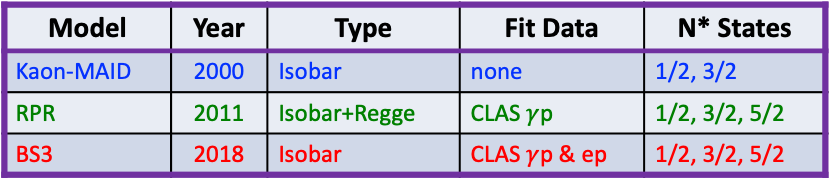 Model Year Type Fit Data N* States
Kaon-MAID 2000 Isobar none 1/2, 3/2
RPR 2011 Isobar+Regge CLAS γp 1/2, 3/2, 5/2
BS3 2018 Isobar CLAS γp & ep 1/2, 3/2, 5/2